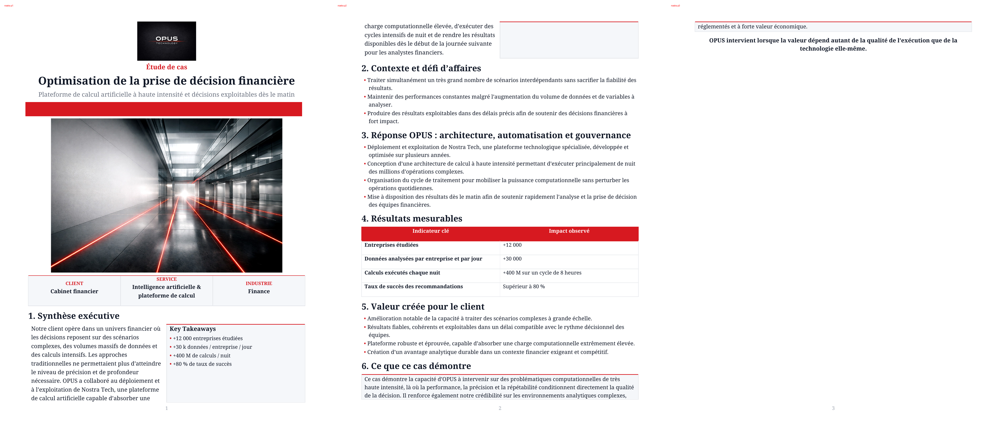 nostra p1
OPUS
TECHNOLOGY
Étude de cas
Optimisation de la prise de décision financière
Plateforme de calcul artificielle à haute intensité et décisions exploitables dès le matin
CLIENT
Cabinet financier
SERVICE
Intelligence artificielle &
plateforme de calcul
INDUSTRIE
Finance
1. Synthèse exécutive
Notre client opère dans un univers financier où
les décisions reposent sur des scénarios
complexes, des volumes massifs de données et
des calculs intensifs. Les approches
traditionnelles ne permettaient plus d’atteindre
le niveau de précision et de profondeur
nécessaire. OPUS a collaboré au déploiement et
à l’exploitation de Nostra Tech, une plateforme
de calcul artificielle capable d’absorber une
Key Takeaways
• +12 000 entreprises étudiées
• +30 k données / entreprise / jour
• +400 M de calculs / nuit
• +80 % de taux de succès
1
nostra p2
charge computationnelle élevée, d’exécuter des
cycles intensifs de nuit et de rendre les résultats
disponibles dès le début de la journée suivante
pour les analystes financiers.
2. Contexte et défi d’affaires
• Traiter simultanément un très grand nombre de scénarios interdépendants sans sacrifier la fiabilité des
résultats.
• Maintenir des performances constantes malgré l’augmentation du volume de données et de variables à
analyser.
• Produire des résultats exploitables dans des délais précis afin de soutenir des décisions financières à
fort impact.
3. Réponse OPUS : architecture, automatisation et gouvernance
• Déploiement et exploitation de Nostra Tech, une plateforme technologique spécialisée, développée et
optimisée sur plusieurs années.
• Conception d’une architecture de calcul à haute intensité permettant d’exécuter principalement de nuit
des millions d’opérations complexes.
• Organisation du cycle de traitement pour mobiliser la puissance computationnelle sans perturber les
opérations quotidiennes.
• Mise à disposition des résultats dès le matin afin de soutenir rapidement l’analyse et la prise de décision
des équipes financières.
4. Résultats mesurables
Indicateur clé Impact observé
Entreprises étudiées +12 000
Données analysées par entreprise et par jour +30 000
Calculs exécutés chaque nuit +400 M sur un cycle de 8 heures
Taux de succès des recommandations Supérieur à 80 %
5. Valeur créée pour le client
• Amélioration notable de la capacité à traiter des scénarios complexes à grande échelle.
• Résultats fiables, cohérents et exploitables dans un délai compatible avec le rythme décisionnel des
équipes.
• Plateforme robuste et éprouvée, capable d’absorber une charge computationnelle extrêmement élevée.
• Création d’un avantage analytique durable dans un contexte financier exigeant et compétitif.
6. Ce que ce cas démontre
Ce cas démontre la capacité d’OPUS à intervenir sur des problématiques computationnelles de très
haute intensité, là où la performance, la précision et la répétabilité conditionnent directement la qualité
de la décision. Il renforce également notre crédibilité sur les environnements analytiques complexes,
2
nostra p3
réglementés et à forte valeur économique.
OPUS intervient lorsque la valeur dépend autant de la qualité de l’exécution que de la
technologie elle-même.
3